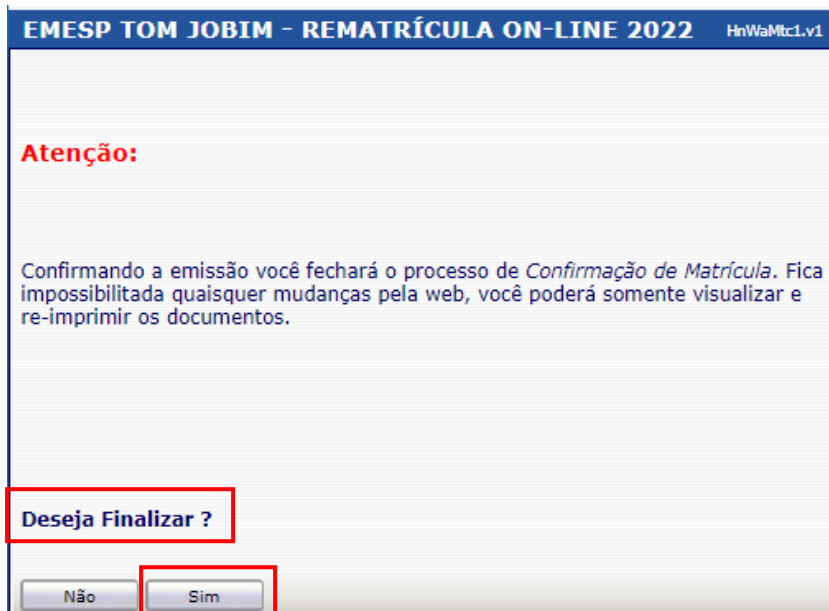 EMESP TOM JOBIM - REMATRÍCULA ON-LINE 2022 HnWaMtc1.v1
Atenção:
Confirmando a emissão você fechará o processo de Confirmação de Matrícula. Fica
impossibilitada quaisquer mudanças pela web, você poderá somente visualizar e
re-imprimir os documentos.
Deseja Finalizar ?
Não Sim